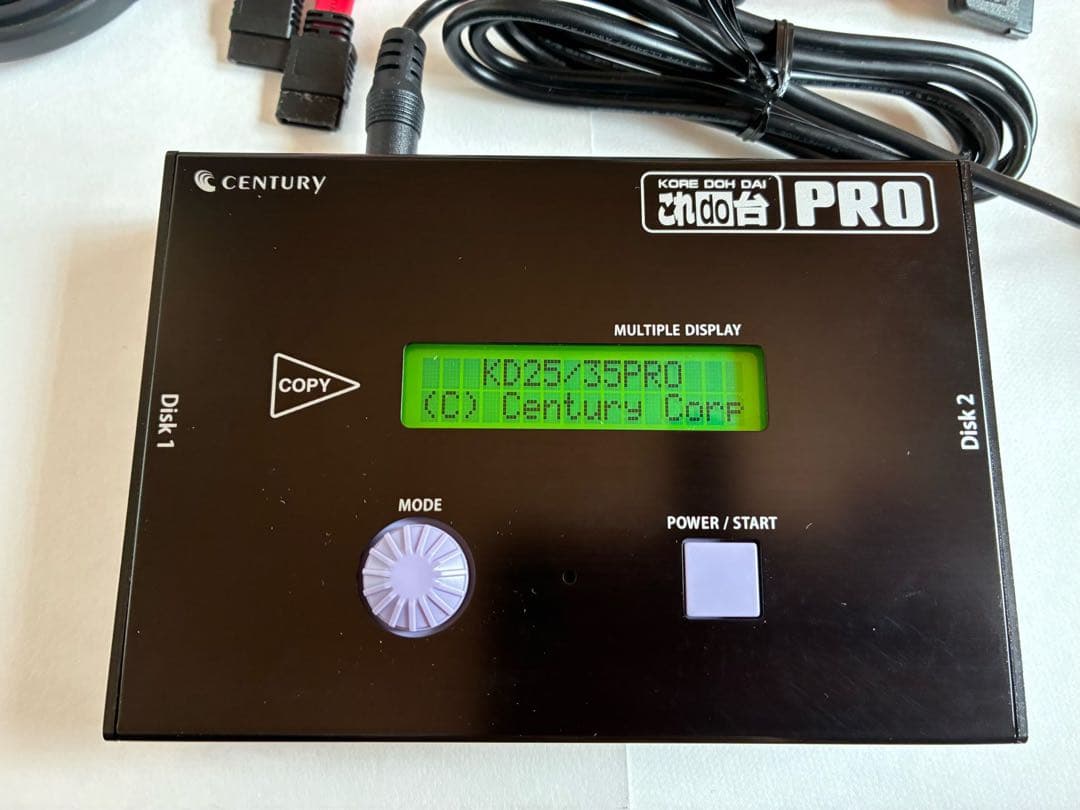 CENTURY
KORE DOH DAI
これdo台 PRO
MULTIPLE DISPLAY
KD25/35PRO
(C) Century Corp
COPY
Disk 1
Disk 2
MODE
POWER / START